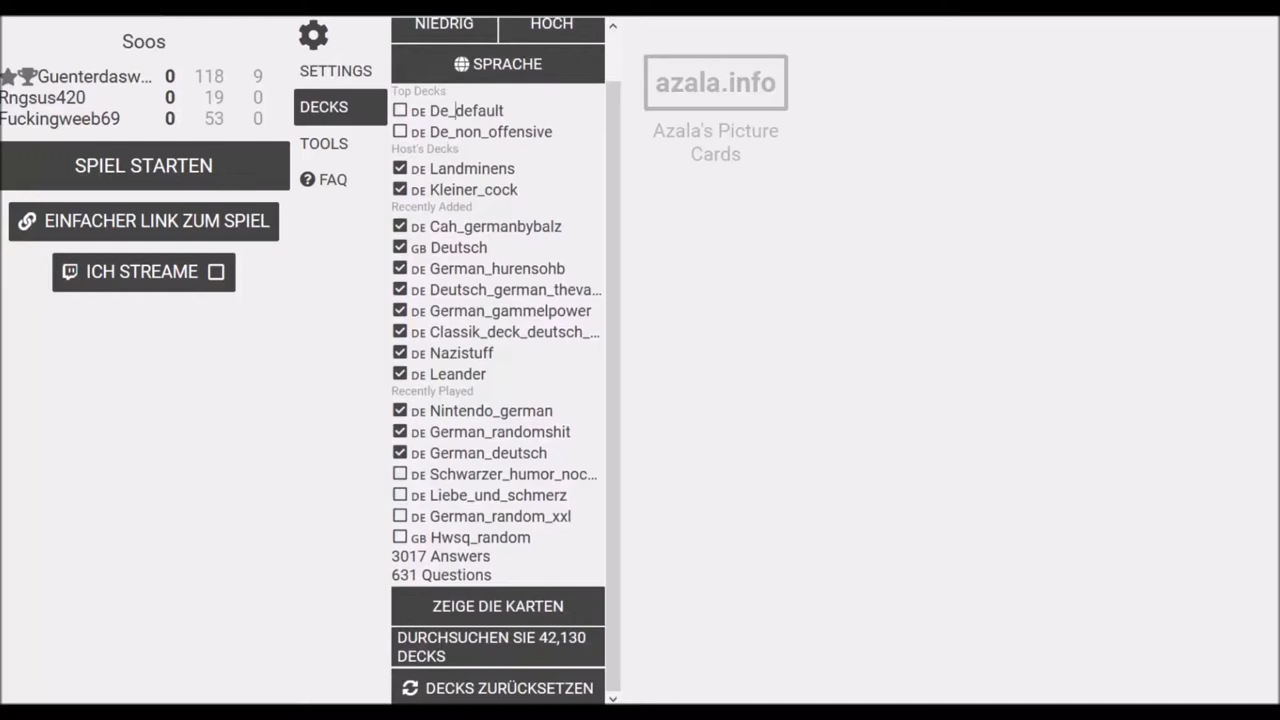 Soos
Guenterdasw... 0 118 9
Rngsus420 0 19 0
Fuckingweeb69 0 53 0
SPIEL STARTEN
EINFACHER LINK ZUM SPIEL
ICH STREAME
SETTINGS
DECKS
TOOLS
FAQ
NIEDRIG
HOCH
SPRACHE
Top Decks
DE De_default
DE De_non_offensive
Host's Decks
DE Landminens
DE Kleiner_cock
Recently Added
DE Cah_germanbybalz
GB Deutsch
DE German_hurensohb
DE Deutsch_german_theva...
DE German_gammelpower
DE Classik_deck_deutsch_...
DE Nazistuff
DE Leander
Recently Played
DE Nintendo_german
DE German_randomshit
DE German_deutsch
DE Schwarzer_humor_noc...
DE Liebe_und_schmerz
DE German_random_xxl
GB Hwsq_random
3017 Answers
631 Questions
ZEIGE DIE KARTEN
DURCHSUCHEN SIE 42,130
DECKS
DECKS ZURÜCKSETZEN
azala.info
Azala's Picture
Cards